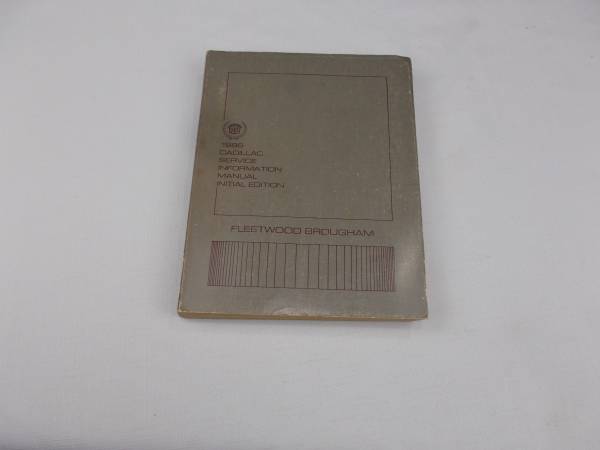 1986
CADILLAC
SERVICE
INFORMATION
MANUAL
INITIAL EDITION
FLEETWOOD BROUGHAM